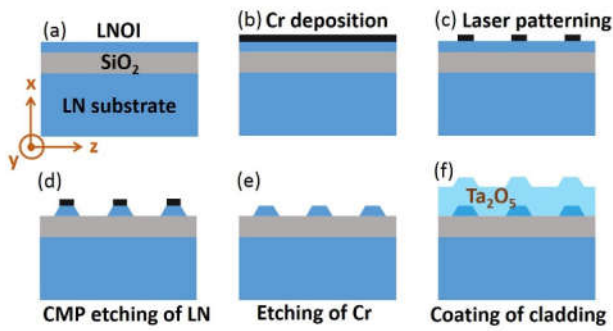 (a) LNOI
SiO₂
LN substrate
x
y
z
(b) Cr deposition
(c) Laser patterning
(d)
CMP etching of LN
(e)
Etching of Cr
(f)
Ta₂O₅
Coating of cladding